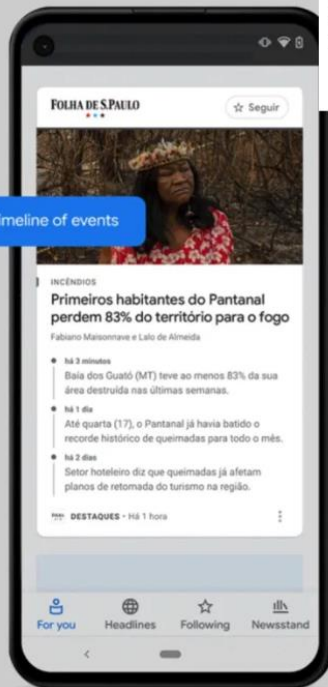 FOLHA DE S.PAULO
Seguir
imeline of events
INCÊNDIOS
Primeiros habitantes do Pantanal
perdem 83% do território para o fogo
Fabiano Maisonnave e Lalo de Almeida
há 3 minutos
Baia dos Guató (MT) teve ao menos 83% da sua
área destruída nas últimas semanas.
há 1 dia
Até quarta (17), o Pantanal já havia batido o
recorde histórico de queimadas para todo o mês.
há 2 dias
Setor hoteleiro diz que queimadas já afetam
planos de retomada do turismo na região.
DESTAQUES • Há 1 hora
For you
Headlines
Following
Newsstand